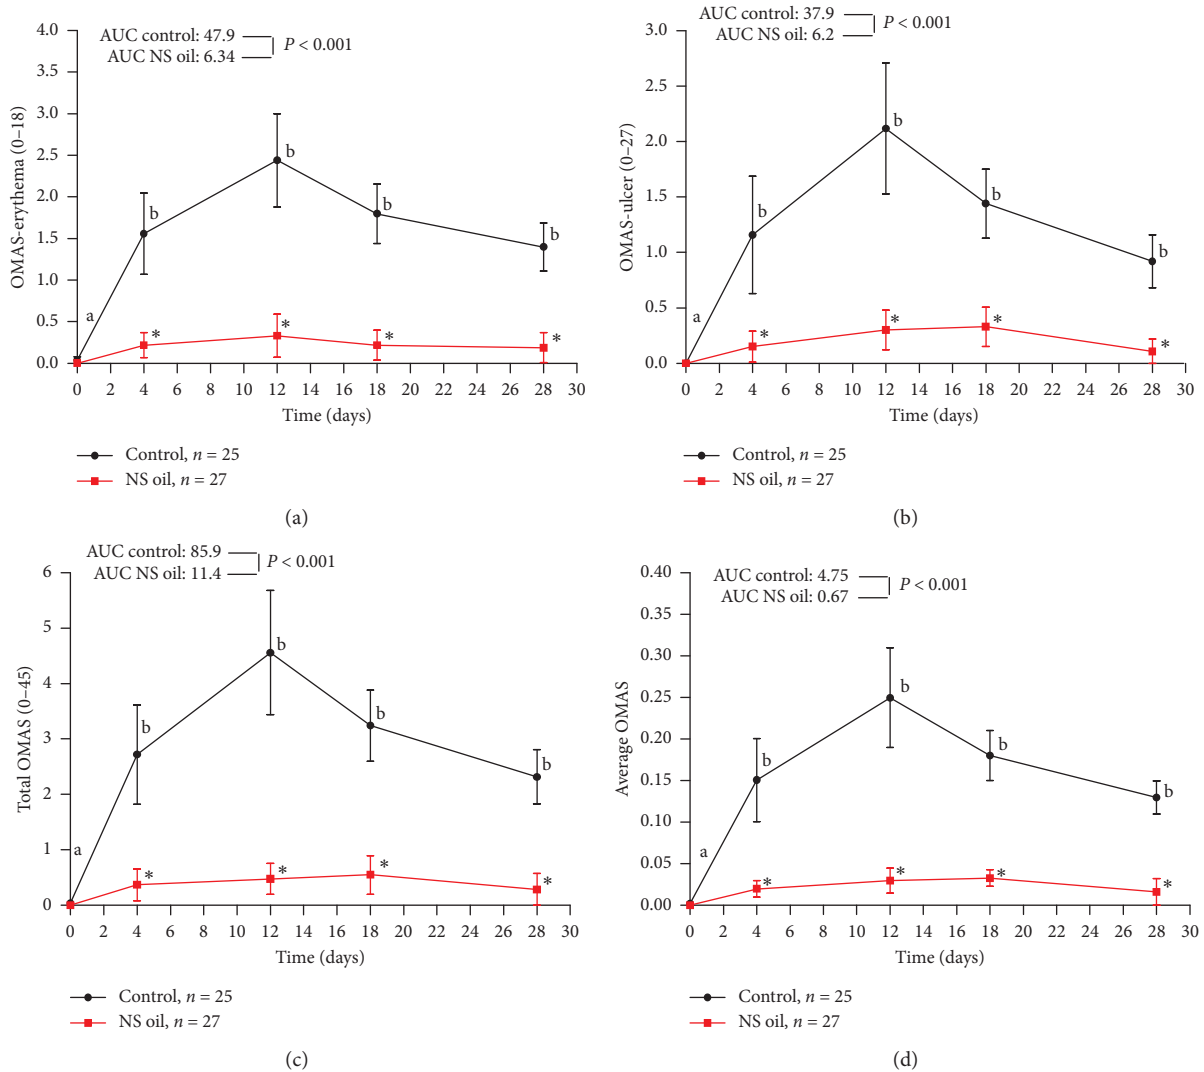 AUC control: 47.9
AUC NS oil: 6.34
P < 0.001
OMAS-erythema (0–18)
4.0
3.5
3.0
2.5
2.0
1.5
1.0
0.5
0.0
a
b
b
b
b
*
*
*
*
0 2 4 6 8 10 12 14 16 18 20 22 24 26 28 30
Time (days)
Control, n = 25
NS oil, n = 27
(a)
AUC control: 37.9
AUC NS oil: 6.2
P < 0.001
OMAS-ulcer (0–27)
3.0
2.5
2.0
1.5
1.0
0.5
0.0
a
b
b
b
b
*
*
*
*
0 2 4 6 8 10 12 14 16 18 20 22 24 26 28 30
Time (days)
Control, n = 25
NS oil, n = 27
(b)
AUC control: 85.9
AUC NS oil: 11.4
P < 0.001
Total OMAS (0–45)
6
5
4
3
2
1
0
a
b
b
b
b
*
*
*
*
0 2 4 6 8 10 12 14 16 18 20 22 24 26 28 30
Time (days)
Control, n = 25
NS oil, n = 27
(c)
AUC control: 4.75
AUC NS oil: 0.67
P < 0.001
Average OMAS
0.40
0.35
0.30
0.25
0.20
0.15
0.10
0.05
0.00
a
b
b
b
b
*
*
*
*
0 2 4 6 8 10 12 14 16 18 20 22 24 26 28 30
Time (days)
Control, n = 25
NS oil, n = 27
(d)